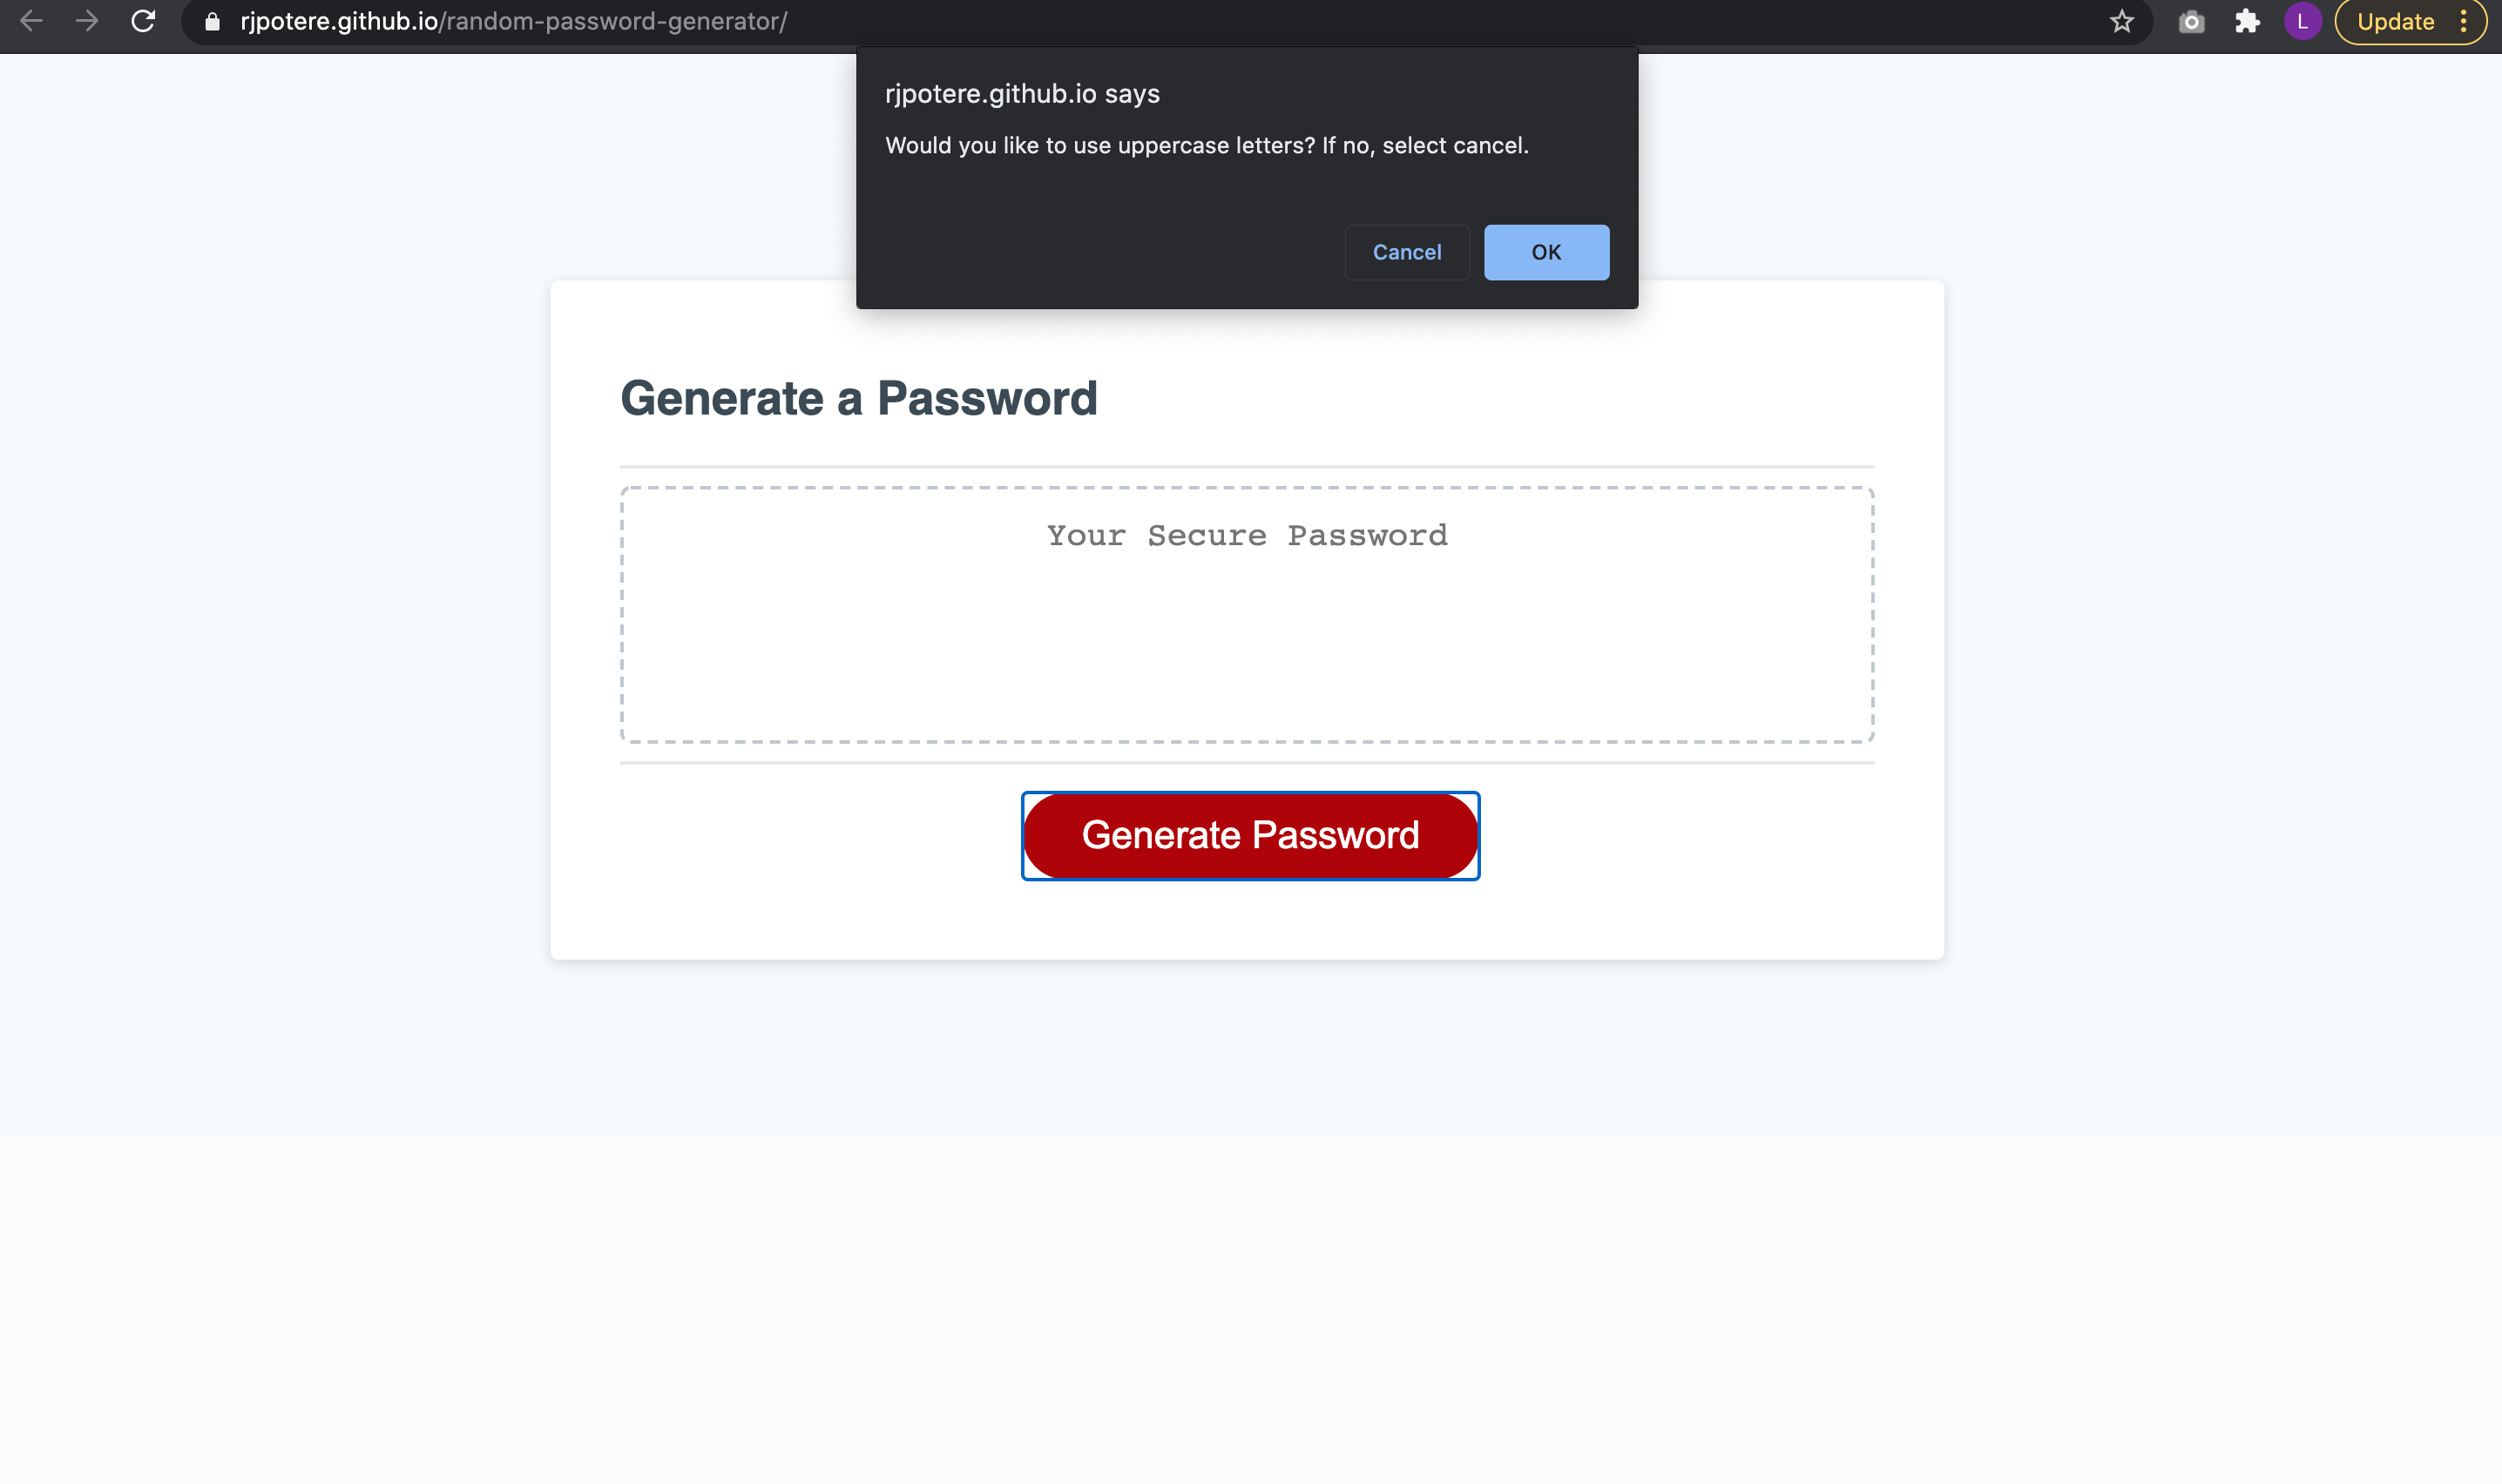 rjpotere.github.io/random-password-generator/
L
Update
rjpotere.github.io says
Would you like to use uppercase letters? If no, select cancel.
Cancel
OK
Generate a Password
Your Secure Password
Generate Password